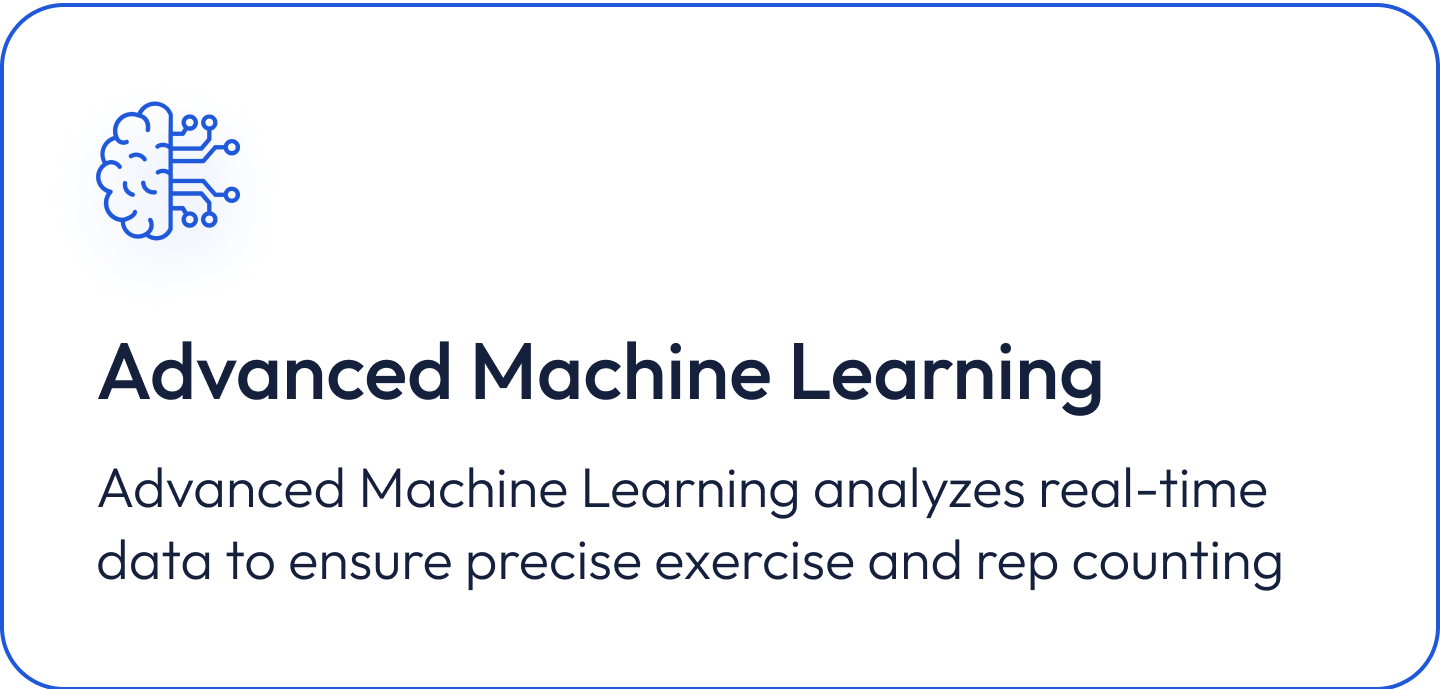 Advanced Machine Learning
Advanced Machine Learning analyzes real-time
data to ensure precise exercise and rep counting